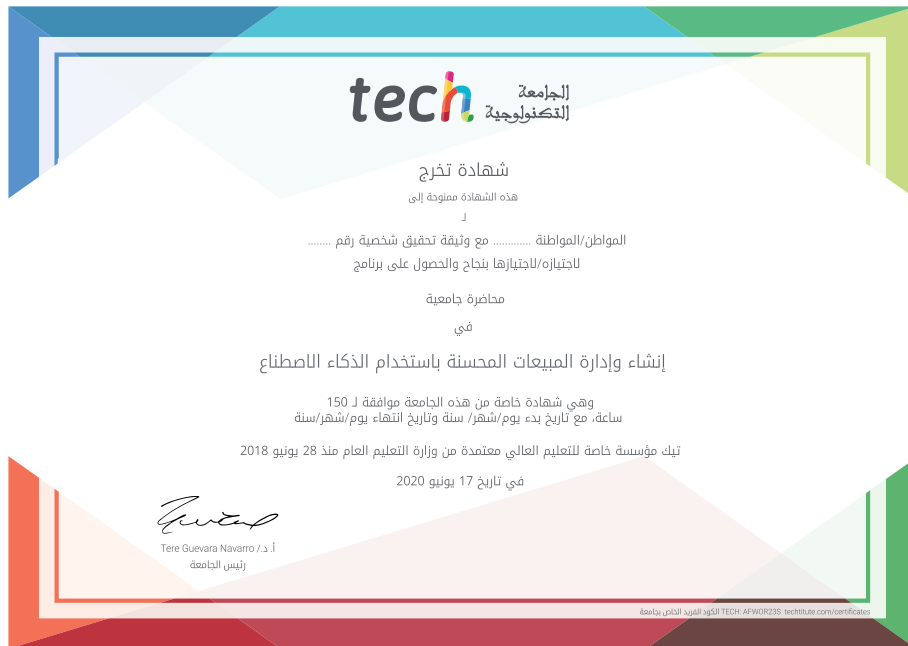 tech الجامعة
التكنولوجية
شهادة تخرج
هذه الشهادة ممنوحة إلى
لـ
المواطن/المواطنة ............. مع وثيقة تحقيق شخصية رقم ........
لاجتيازه/لاجتيازها بنجاح والحصول على برنامج
محاضرة جامعية
في
إنشاء وإدارة المبيعات المحسنة باستخدام الذكاء الاصطناع
وهي شهادة خاصة من هذه الجامعة موافقة لـ 150
ساعة، مع تاريخ بدء يوم/شهر/ سنة وتاريخ انتهاء يوم/شهر/سنة
تيك مؤسسة خاصة للتعليم العالي معتمدة من وزارة التعليم العام منذ 28 يونيو 2018
في تاريخ 17 يونيو 2020
أ. د./ Tere Guevara Navarro
رئيس الجامعة
الكود الفريد الخاص بجامعة TECH: AFWOR23S techtitute.com/certificates